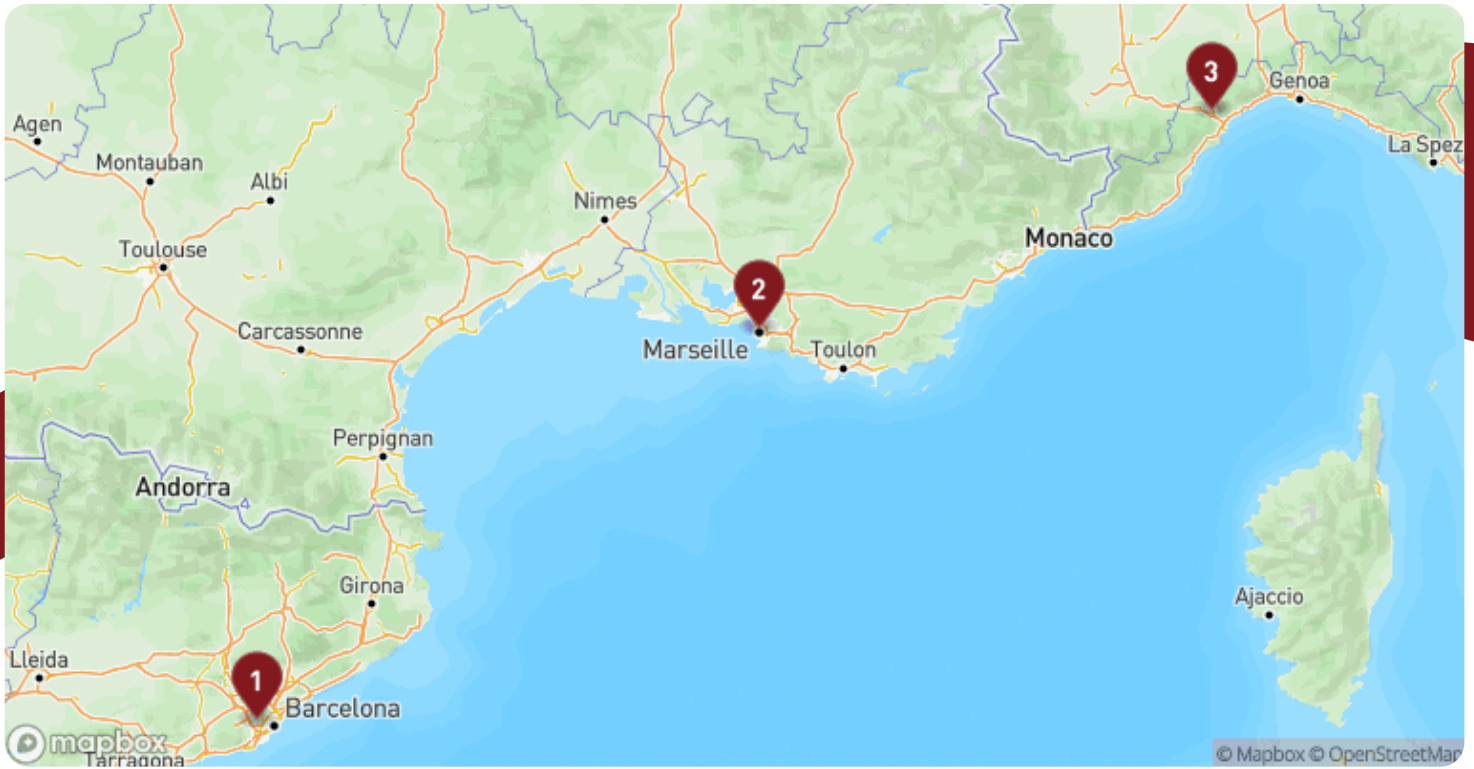 3
Genoa
Agen
La Spez
Montauban
Albi
Nimes
Toulouse
Monaco
2
Carcassonne
Marseille
Toulon
Perpignan
Andorra
Girona
Ajaccio
Lleida
1
Barcelona
mapbox
Tarragona
© Mapbox © OpenStreetMap